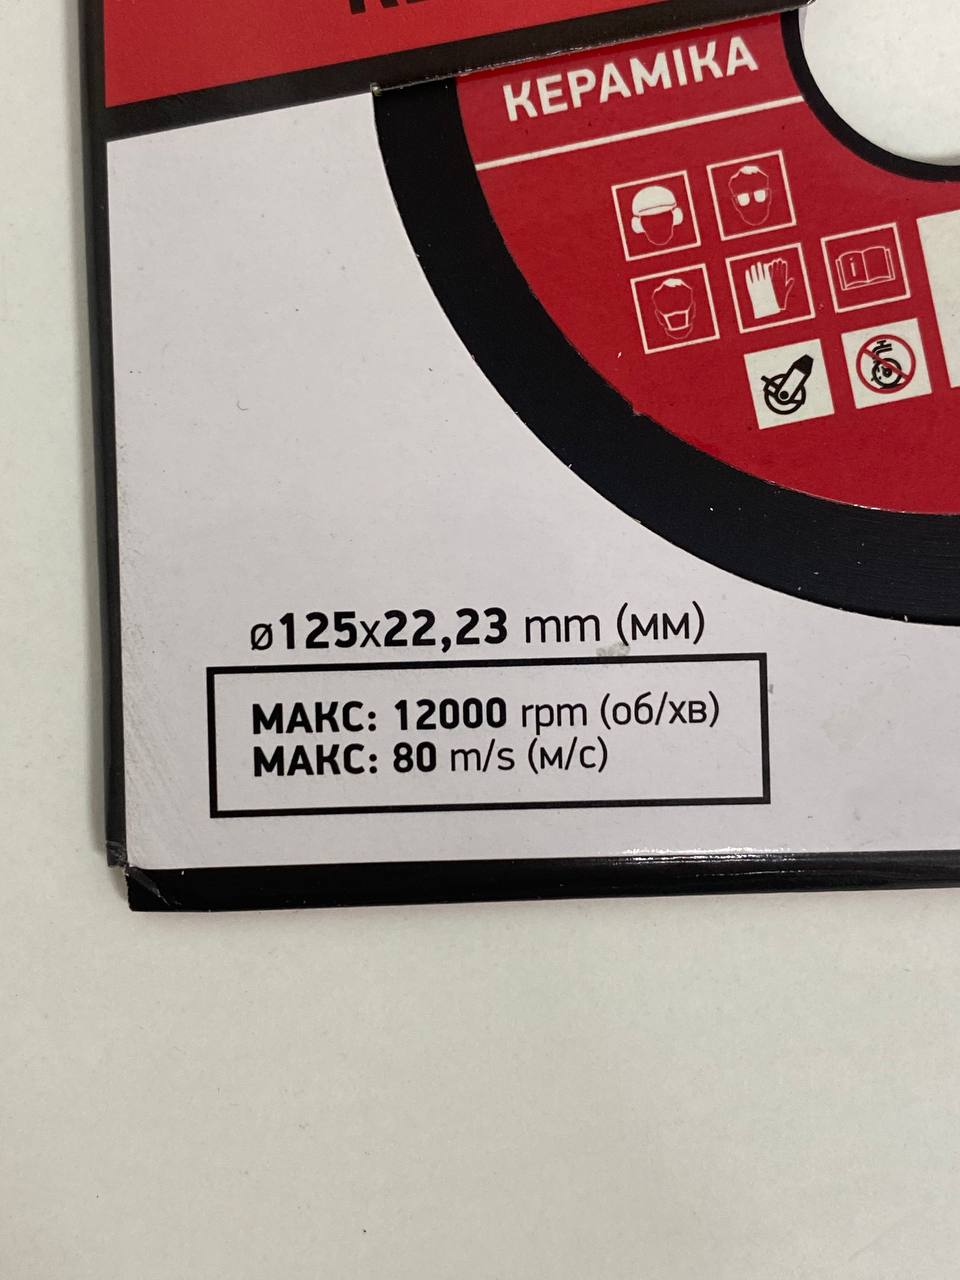 КЕРАМІКА
ø125x22,23 mm (мм)
МАКС: 12000 rpm (об/хв)
МАКС: 80 m/s (м/с)